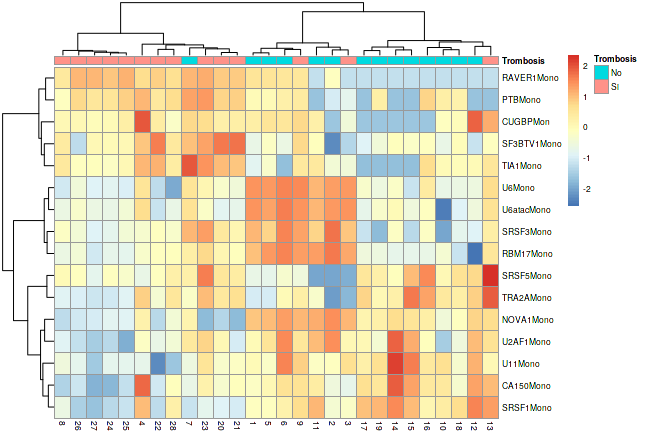 Trombosis
RAVER1Mono
PTBMono
CUGBPMon
SF3BTV1Mono
TIA1Mono
U6Mono
U6atacMono
SRSF3Mono
RBM17Mono
SRSF5Mono
TRA2AMono
NOVA1Mono
U2AF1Mono
U11Mono
CA150Mono
SRSF1Mono
8 26 27 24 25 4 22 28 7 23 20 21 1 5 6 9 11 2 3 17 19 14 15 16 10 18 12 13
2
1
0
-1
-2
Trombosis
No
SI